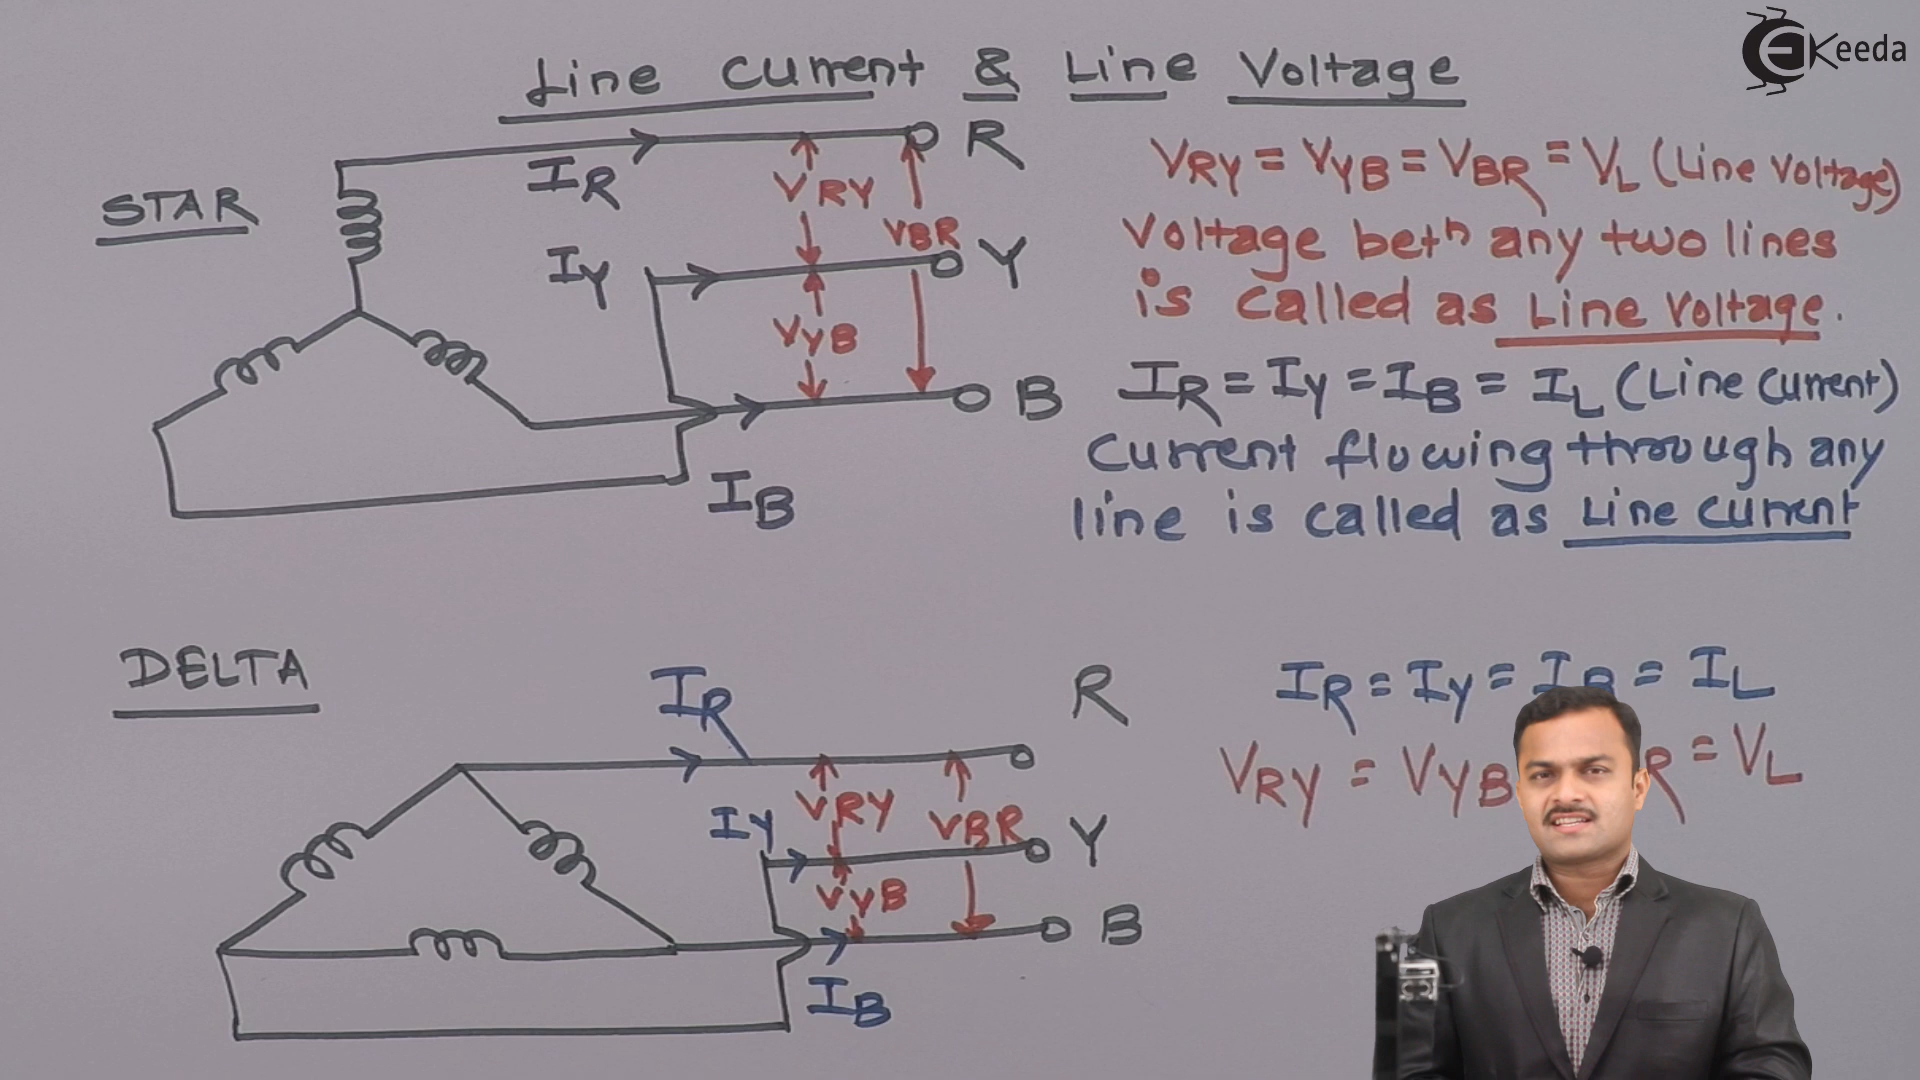 Line Current & Line Voltage
EKeeda
STAR
IR
R
VRY
VBR
IY
Y
VYB
B
IB
VRY = VYB = VBR = VL (Line Voltage)
Voltage betn any two lines
is called as Line Voltage.
IR = IY = IB = IL (Line Current)
Current flowing through any
line is called as Line Current
DELTA
IR
R
VRY
VBR
IY
Y
VYB
B
IB
IR = IY = IB = IL
VRY = VYB R = VL